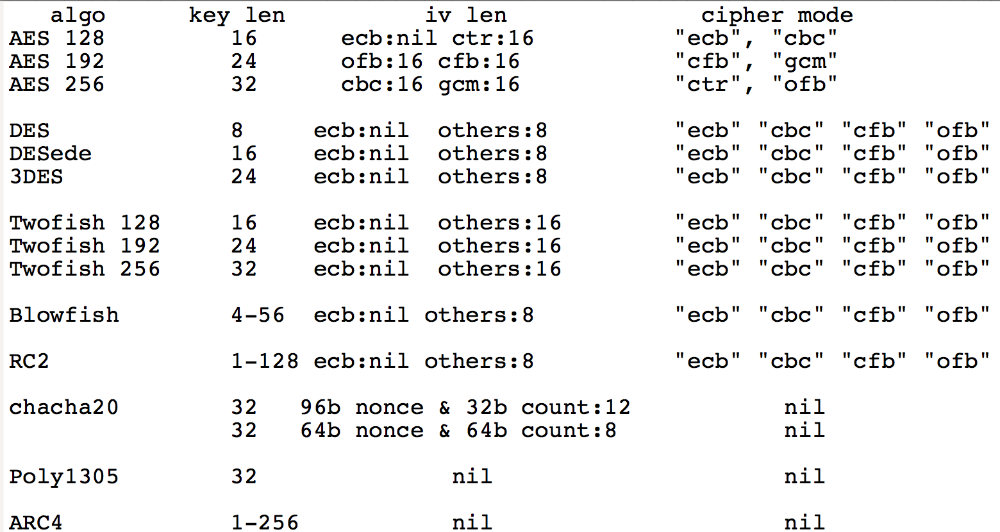 algo key len iv len cipher mode
AES 128 16 ecb:nil ctr:16 "ecb", "cbc"
AES 192 24 ofb:16 cfb:16 "cfb", "gcm"
AES 256 32 cbc:16 gcm:16 "ctr", "ofb"
DES 8 ecb:nil others:8 "ecb" "cbc" "cfb" "ofb"
DESede 16 ecb:nil others:8 "ecb" "cbc" "cfb" "ofb"
3DES 24 ecb:nil others:8 "ecb" "cbc" "cfb" "ofb"
Twofish 128 16 ecb:nil others:16 "ecb" "cbc" "cfb" "ofb"
Twofish 192 24 ecb:nil others:16 "ecb" "cbc" "cfb" "ofb"
Twofish 256 32 ecb:nil others:16 "ecb" "cbc" "cfb" "ofb"
Blowfish 4-56 ecb:nil others:8 "ecb" "cbc" "cfb" "ofb"
RC2 1-128 ecb:nil others:8 "ecb" "cbc" "cfb" "ofb"
chacha20 32 96b nonce & 32b count:12 nil
32 64b nonce & 64b count:8 nil
Poly1305 32 nil nil
ARC4 1-256 nil nil